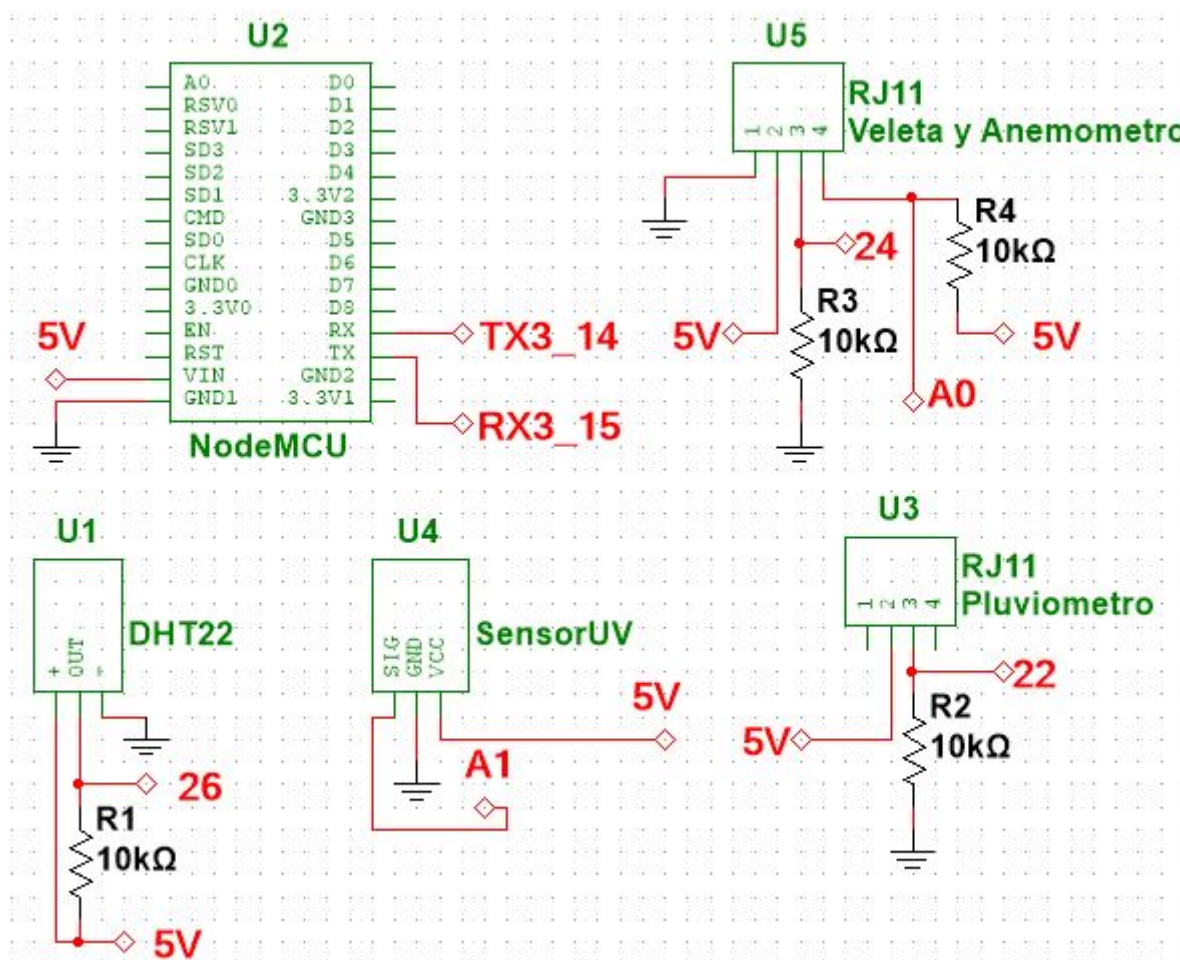 U2
A0 D0
RSV0 D1
RSV1 D2
SD3 D3
SD2 D4
SD1 3.3V2
CMD GND3
SD0 D5
CLK D6
GND0 D7
3.3V0 D8
EN RX
RST TX
VIN GND2
GND1 3.3V1
NodeMCU
5V
TX3_14
RX3_15
U5
1 2 3 4
RJ11
Veleta y Anemometro
24
R3
10kΩ
5V
R4
10kΩ
5V
A0
U1
+ OUT -
DHT22
26
R1
10kΩ
5V
U4
SIG GND VCC
SensorUV
5V
A1
U3
1 2 3 4
RJ11
Pluviometro
22
R2
10kΩ
5V